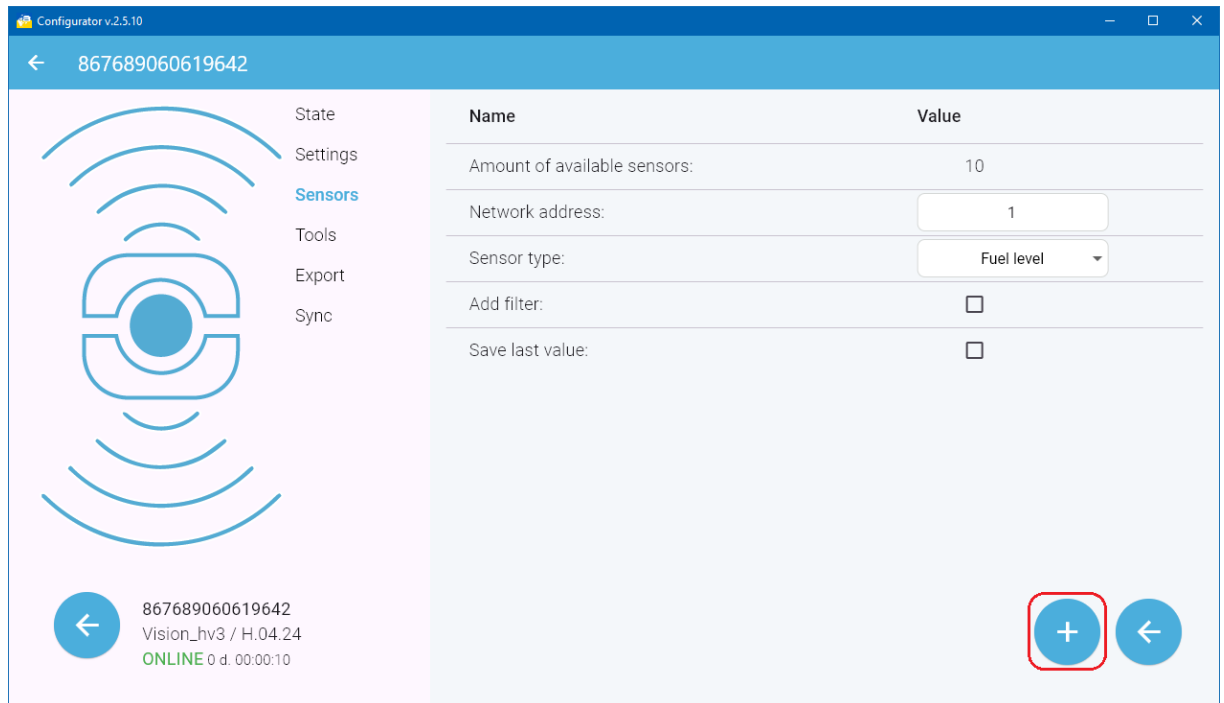 Configurator v.2.5.10
867689060619642
State
Settings
Sensors
Tools
Export
Sync
Name Value
Amount of available sensors: 10
Network address: 1
Sensor type: Fuel level
Add filter:
Save last value:
867689060619642
Vision_hv3 / H.04.24
ONLINE 0 d. 00:00:10